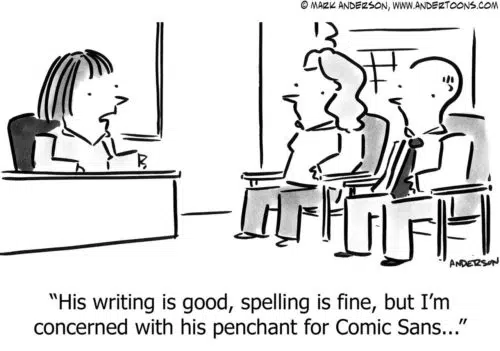 © MARK ANDERSON, WWW.ANDERTOONS.COM
ANDERSON
"His writing is good, spelling is fine, but I'm
concerned with his penchant for Comic Sans..."